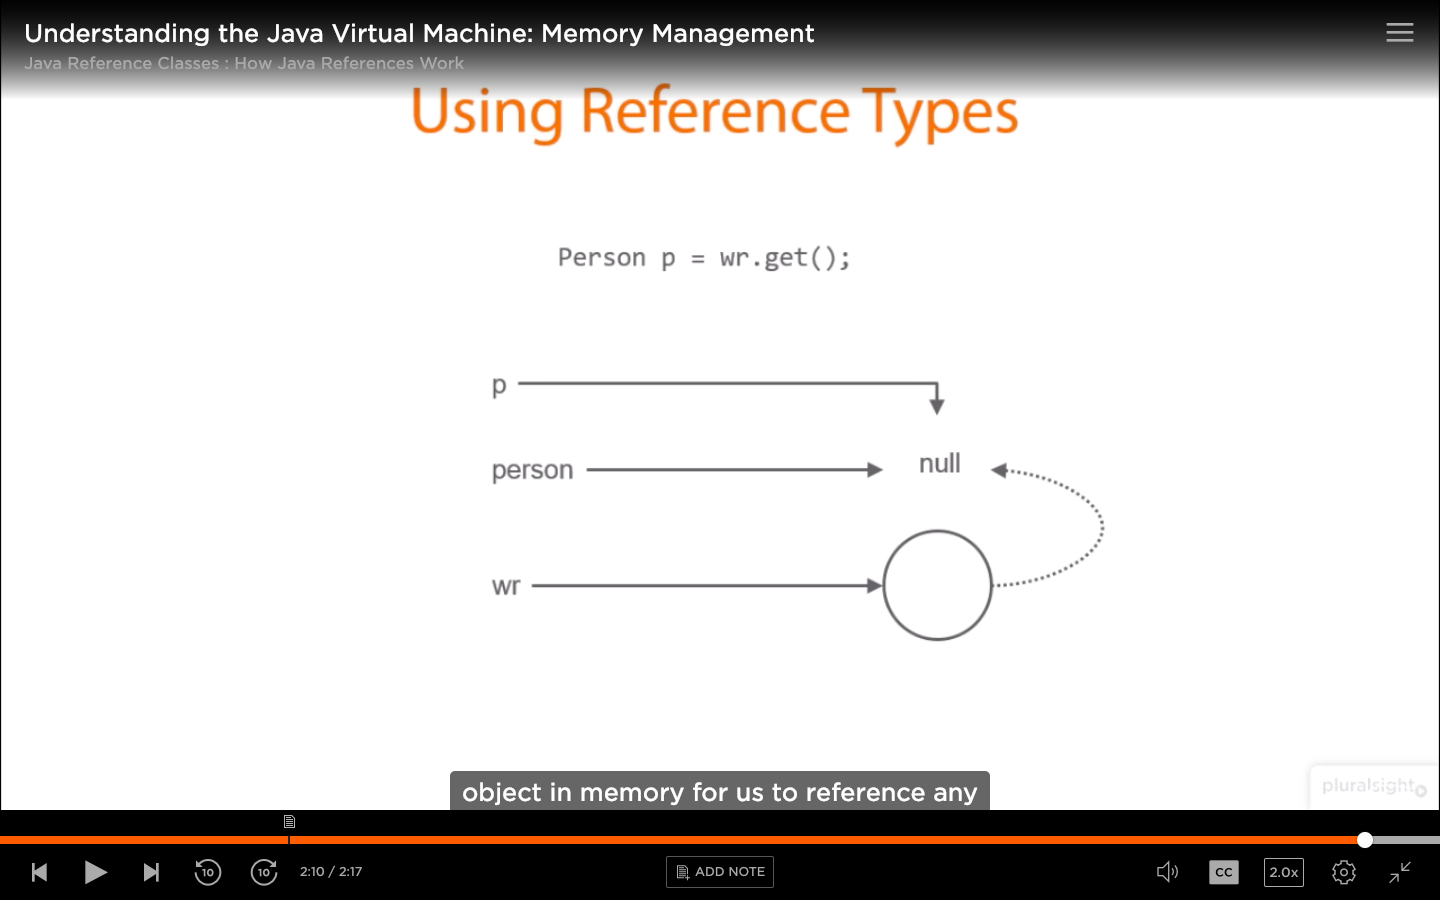 Understanding the Java Virtual Machine: Memory Management
Java Reference Classes : How Java References Work
Using Reference Types
Person p = wr.get();
p
person
null
wr
object in memory for us to reference any
pluralsight
10
10
2:10 / 2:17
ADD NOTE
CC
2.0x